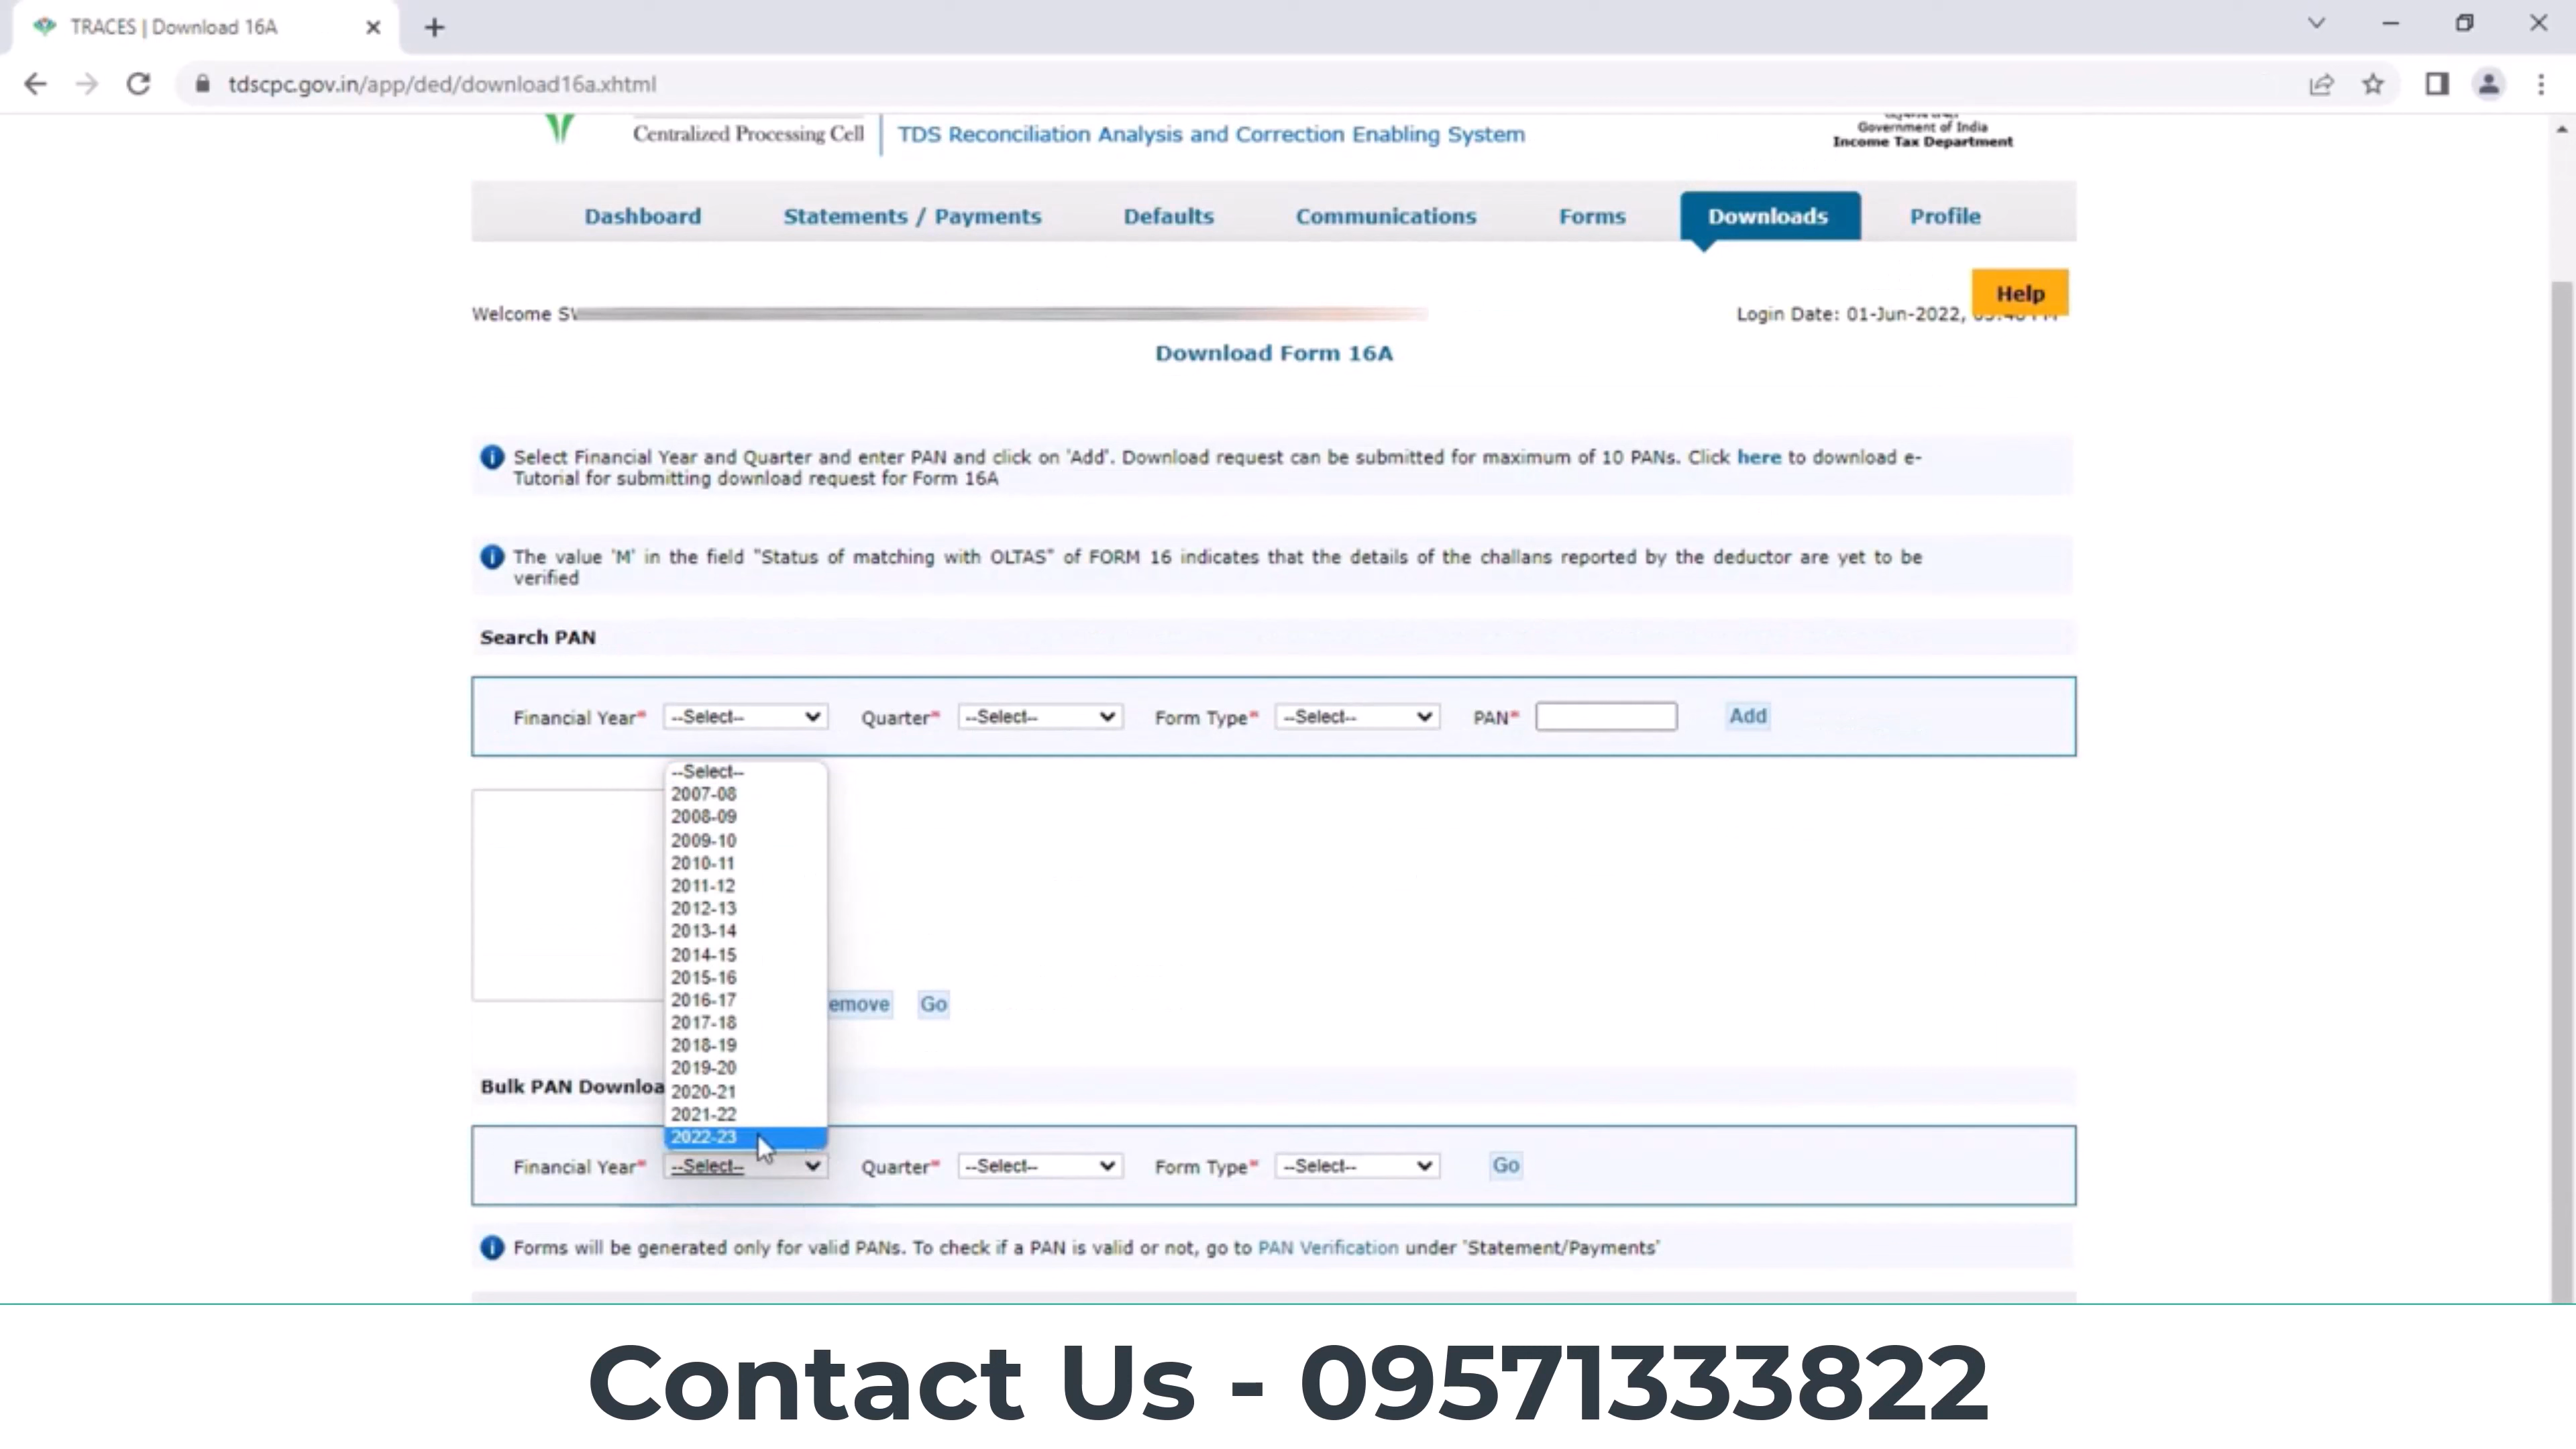 TRACES | Download 16A
tdscpc.gov.in/app/ded/download16a.xhtml
Centralized Processing Cell TDS Reconciliation Analysis and Correction Enabling System
Government of India
Income Tax Department
Dashboard Statements / Payments Defaults Communications Forms Downloads Profile
Help
Welcome SV Login Date: 01-Jun-2022,
Download Form 16A
Select Financial Year and Quarter and enter PAN and click on 'Add'. Download request can be submitted for maximum of 10 PANs. Click here to download e-
Tutorial for submitting download request for Form 16A
The value 'M' in the field "Status of matching with OLTAS" of FORM 16 indicates that the details of the challans reported by the deductor are yet to be
verified
Search PAN
Financial Year* --Select-- Quarter* --Select-- Form Type* --Select-- PAN* Add
--Select--
2007-08
2008-09
2009-10
2010-11
2011-12
2012-13
2013-14
2014-15
2015-16
2016-17
2017-18
2018-19
2019-20
2020-21
2021-22
2022-23
emove Go
Bulk PAN Downloa
Financial Year* --Select-- Quarter* --Select-- Form Type* --Select-- Go
Forms will be generated only for valid PANs. To check if a PAN is valid or not, go to PAN Verification under 'Statement/Payments'
Contact Us - 09571333822